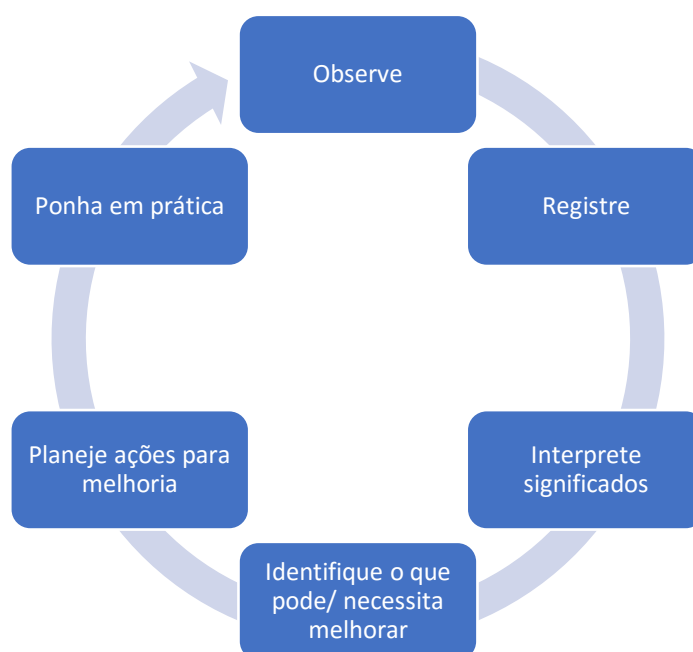 Observe
Registre
Interprete
significados
Identifique o que
pode/ necessita
melhorar
Planeje ações para
melhoria
Ponha em prática